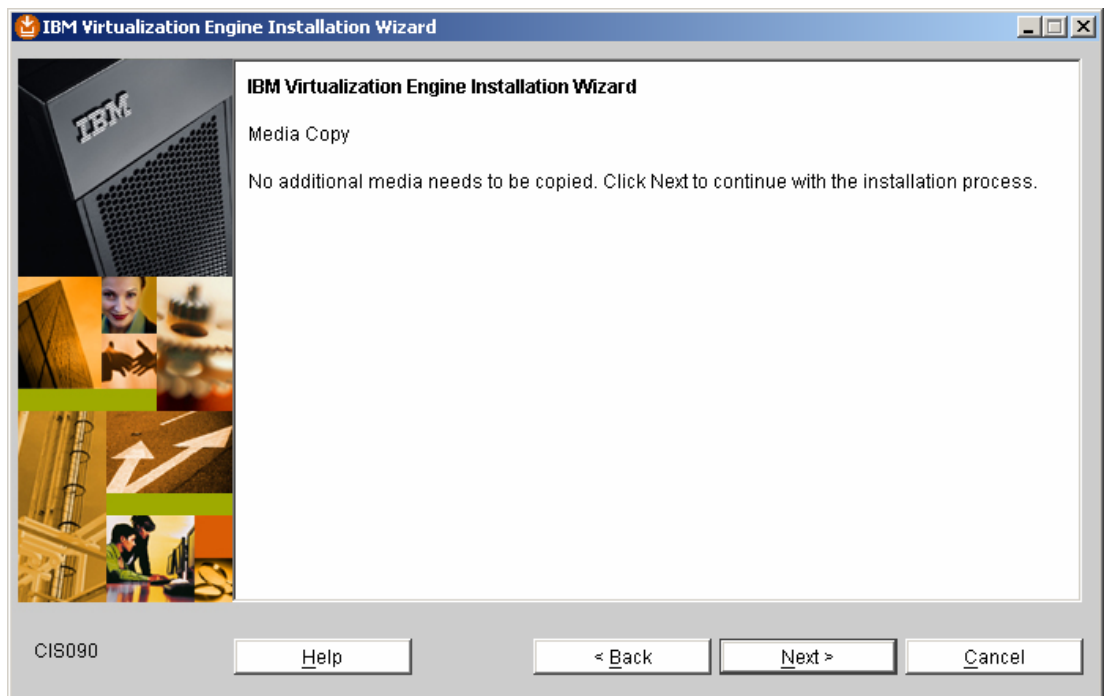 IBM Virtualization Engine Installation Wizard
IBM
IBM Virtualization Engine Installation Wizard
Media Copy
No additional media needs to be copied. Click Next to continue with the installation process.
CIS090
Help
< Back
Next >
Cancel